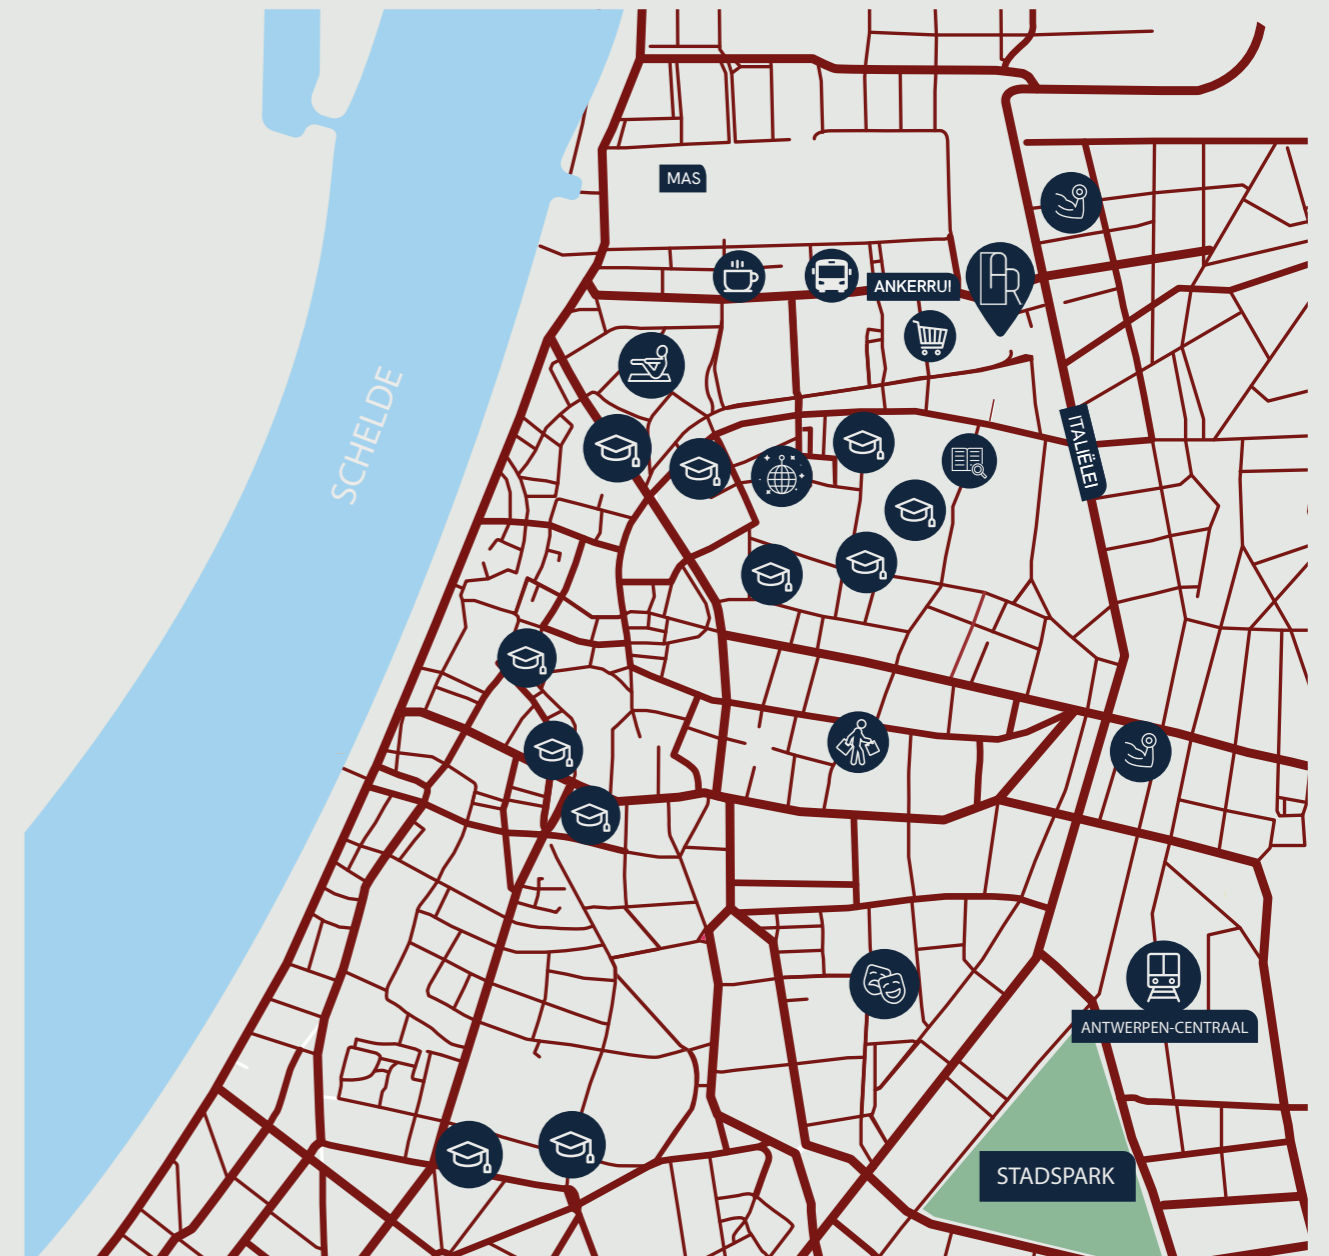 MAS
ANKERRUI
SCHELDE
ITALIËLEI
ANTWERPEN-CENTRAAL
STADSPARK